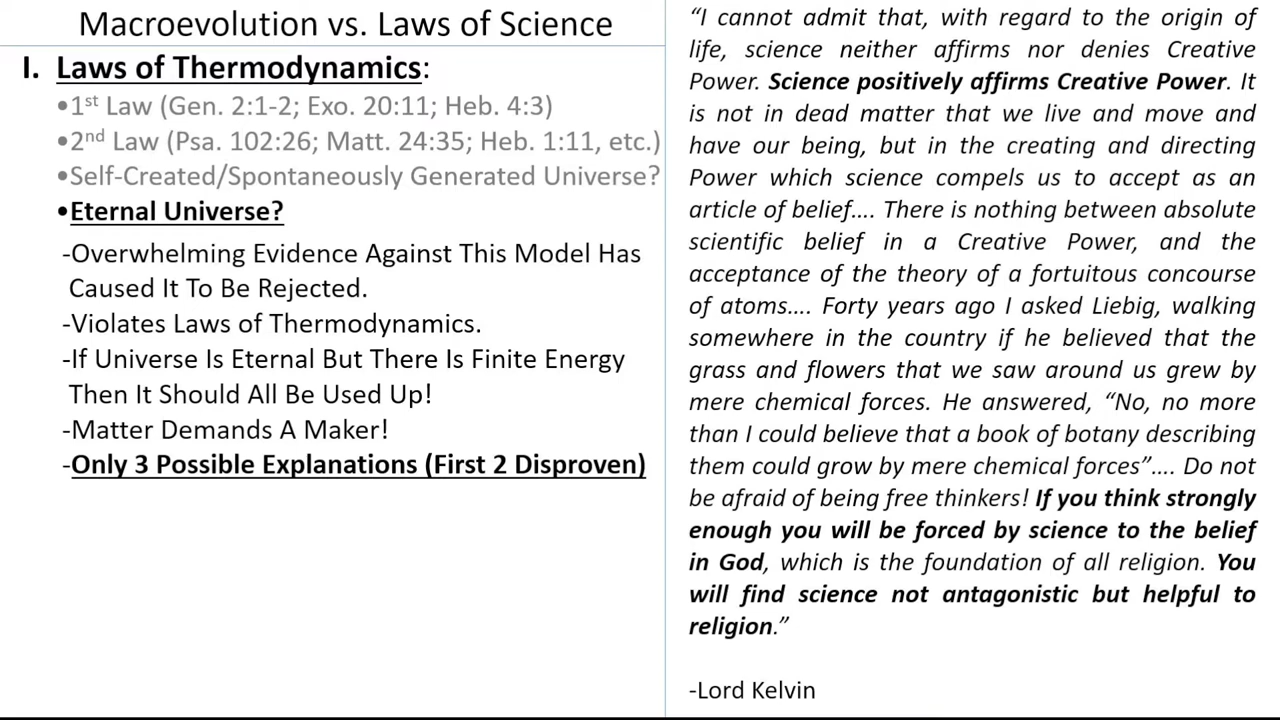 Macroevolution vs. Laws of Science
I. Laws of Thermodynamics:
•1st Law (Gen. 2:1-2; Exo. 20:11; Heb. 4:3)
•2nd Law (Psa. 102:26; Matt. 24:35; Heb. 1:11, etc.)
•Self-Created/Spontaneously Generated Universe?
•Eternal Universe?
-Overwhelming Evidence Against This Model Has
Caused It To Be Rejected.
-Violates Laws of Thermodynamics.
-If Universe Is Eternal But There Is Finite Energy
Then It Should All Be Used Up!
-Matter Demands A Maker!
-Only 3 Possible Explanations (First 2 Disproven)
“I cannot admit that, with regard to the origin of
life, science neither affirms nor denies Creative
Power. Science positively affirms Creative Power. It
is not in dead matter that we live and move and
have our being, but in the creating and directing
Power which science compels us to accept as an
article of belief…. There is nothing between absolute
scientific belief in a Creative Power, and the
acceptance of the theory of a fortuitous concourse
of atoms…. Forty years ago I asked Liebig, walking
somewhere in the country if he believed that the
grass and flowers that we saw around us grew by
mere chemical forces. He answered, “No, no more
than I could believe that a book of botany describing
them could grow by mere chemical forces”…. Do not
be afraid of being free thinkers! If you think strongly
enough you will be forced by science to the belief
in God, which is the foundation of all religion. You
will find science not antagonistic but helpful to
religion.”
-Lord Kelvin